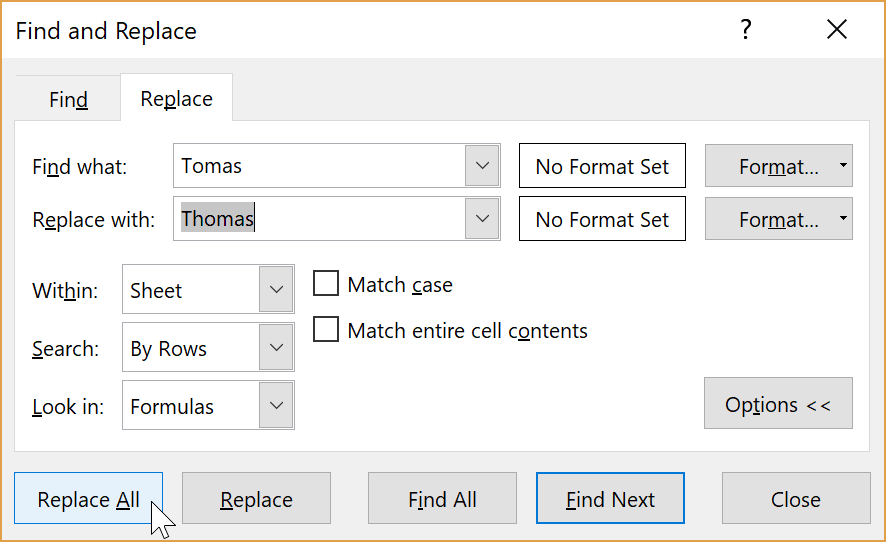 Find and Replace ?
Find Replace
Find what: Tomas No Format Set Format...
Replace with: Thomas No Format Set Format...
Within: Sheet Match case
Search: By Rows Match entire cell contents
Look in: Formulas Options <<
Replace All Replace Find All Find Next Close